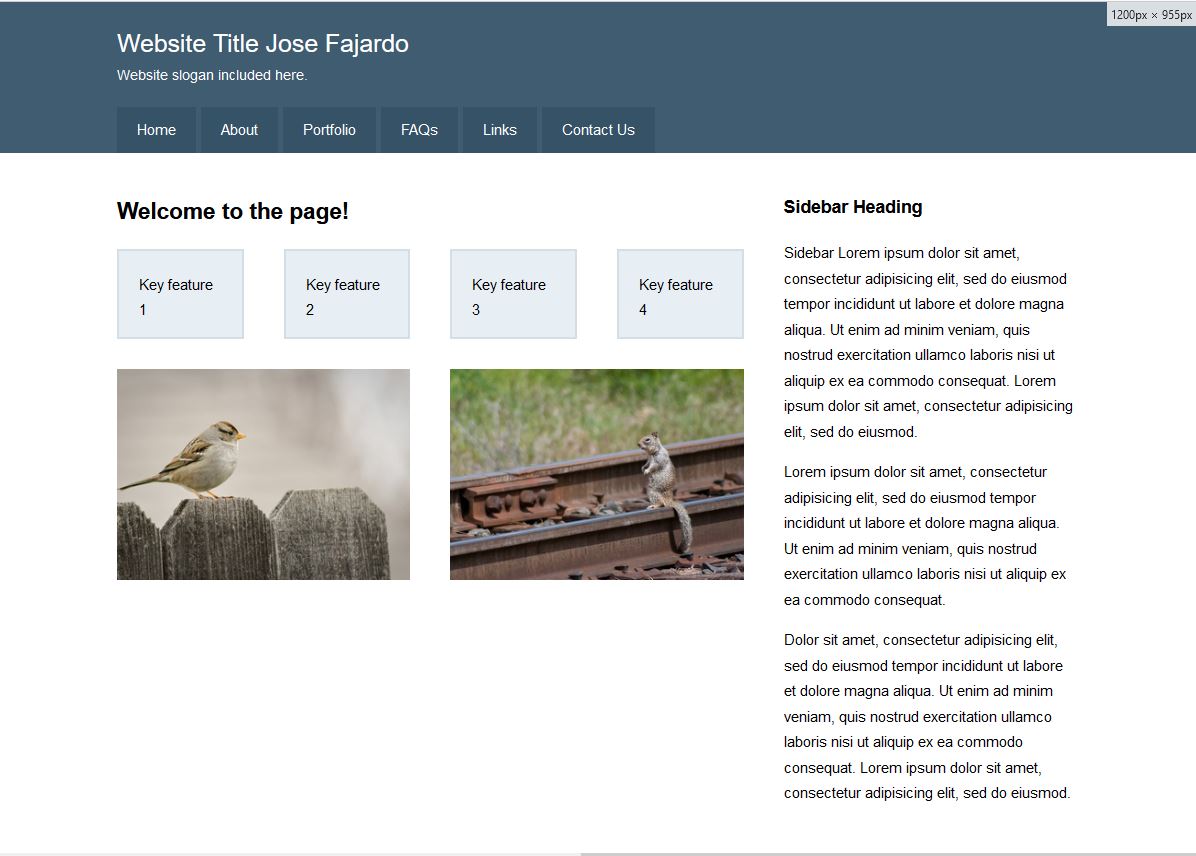 1200px × 955px
Website Title Jose Fajardo
Website slogan included here.
Home About Portfolio FAQs Links Contact Us
Welcome to the page!
Key feature
1
Key feature
2
Key feature
3
Key feature
4
Sidebar Heading
Sidebar Lorem ipsum dolor sit amet,
consectetur adipisicing elit, sed do eiusmod
tempor incididunt ut labore et dolore magna
aliqua. Ut enim ad minim veniam, quis
nostrud exercitation ullamco laboris nisi ut
aliquip ex ea commodo consequat. Lorem
ipsum dolor sit amet, consectetur adipisicing
elit, sed do eiusmod.
Lorem ipsum dolor sit amet, consectetur
adipisicing elit, sed do eiusmod tempor
incididunt ut labore et dolore magna aliqua.
Ut enim ad minim veniam, quis nostrud
exercitation ullamco laboris nisi ut aliquip ex
ea commodo consequat.
Dolor sit amet, consectetur adipisicing elit,
sed do eiusmod tempor incididunt ut labore
et dolore magna aliqua. Ut enim ad minim
veniam, quis nostrud exercitation ullamco
laboris nisi ut aliquip ex ea commodo
consequat. Lorem ipsum dolor sit amet,
consectetur adipisicing elit, sed do eiusmod.